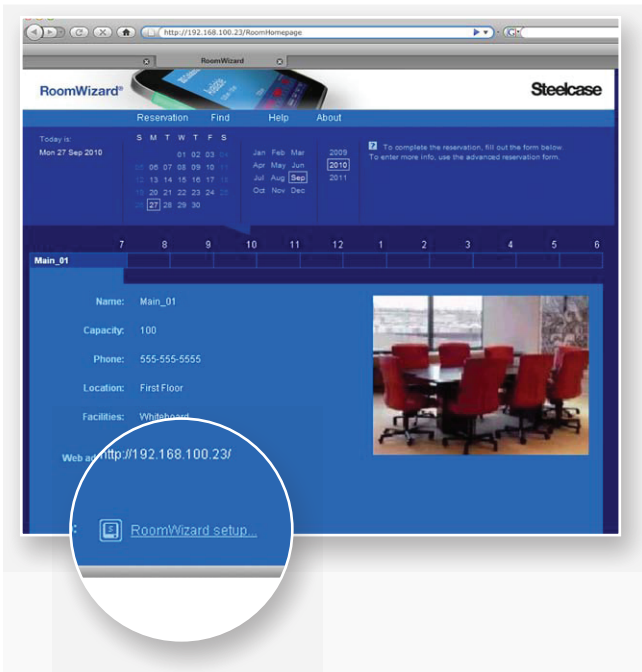 http://192.168.100.23/RoomHomepage
RoomWizard
RoomWizard®
Steelcase
Reservation Find Help About
Today is:
Mon 27 Sep 2010
S M T W T F S
01 02 03 04
05 06 07 08 09 10 11
12 13 14 15 16 17 18
19 20 21 22 23 24 25
26 27 28 29 30
Jan Feb Mar
Apr May Jun
Jul Aug Sep
Oct Nov Dec
2009
2010
2011
? To complete the reservation, fill out the form below.
To enter more info, use the advanced reservation form.
7 8 9 10 11 12 1 2 3 4 5 6
Main_01
Name: Main_01
Capacity: 100
Phone: 555-555-5555
Location: First Floor
Facilities: Whiteboard
Web ad http://192.168.100.23/
RoomWizard setup...